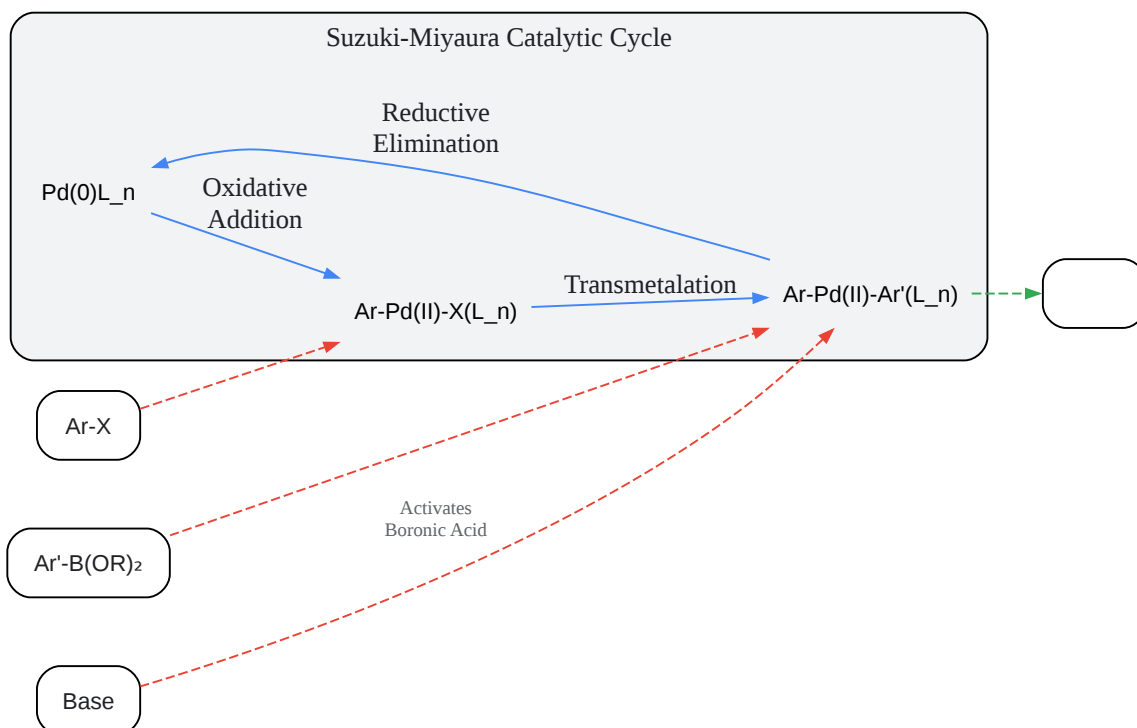 Suzuki-Miyaura Catalytic Cycle
Reductive
Elimination
Pd(0)L_n
Oxidative
Addition
Transmetalation
Ar-Pd(II)-X(L_n)
Ar-Pd(II)-Ar'(L_n)
Ar-X
Activates
Boronic Acid
Ar'-B(OR)₂
Base